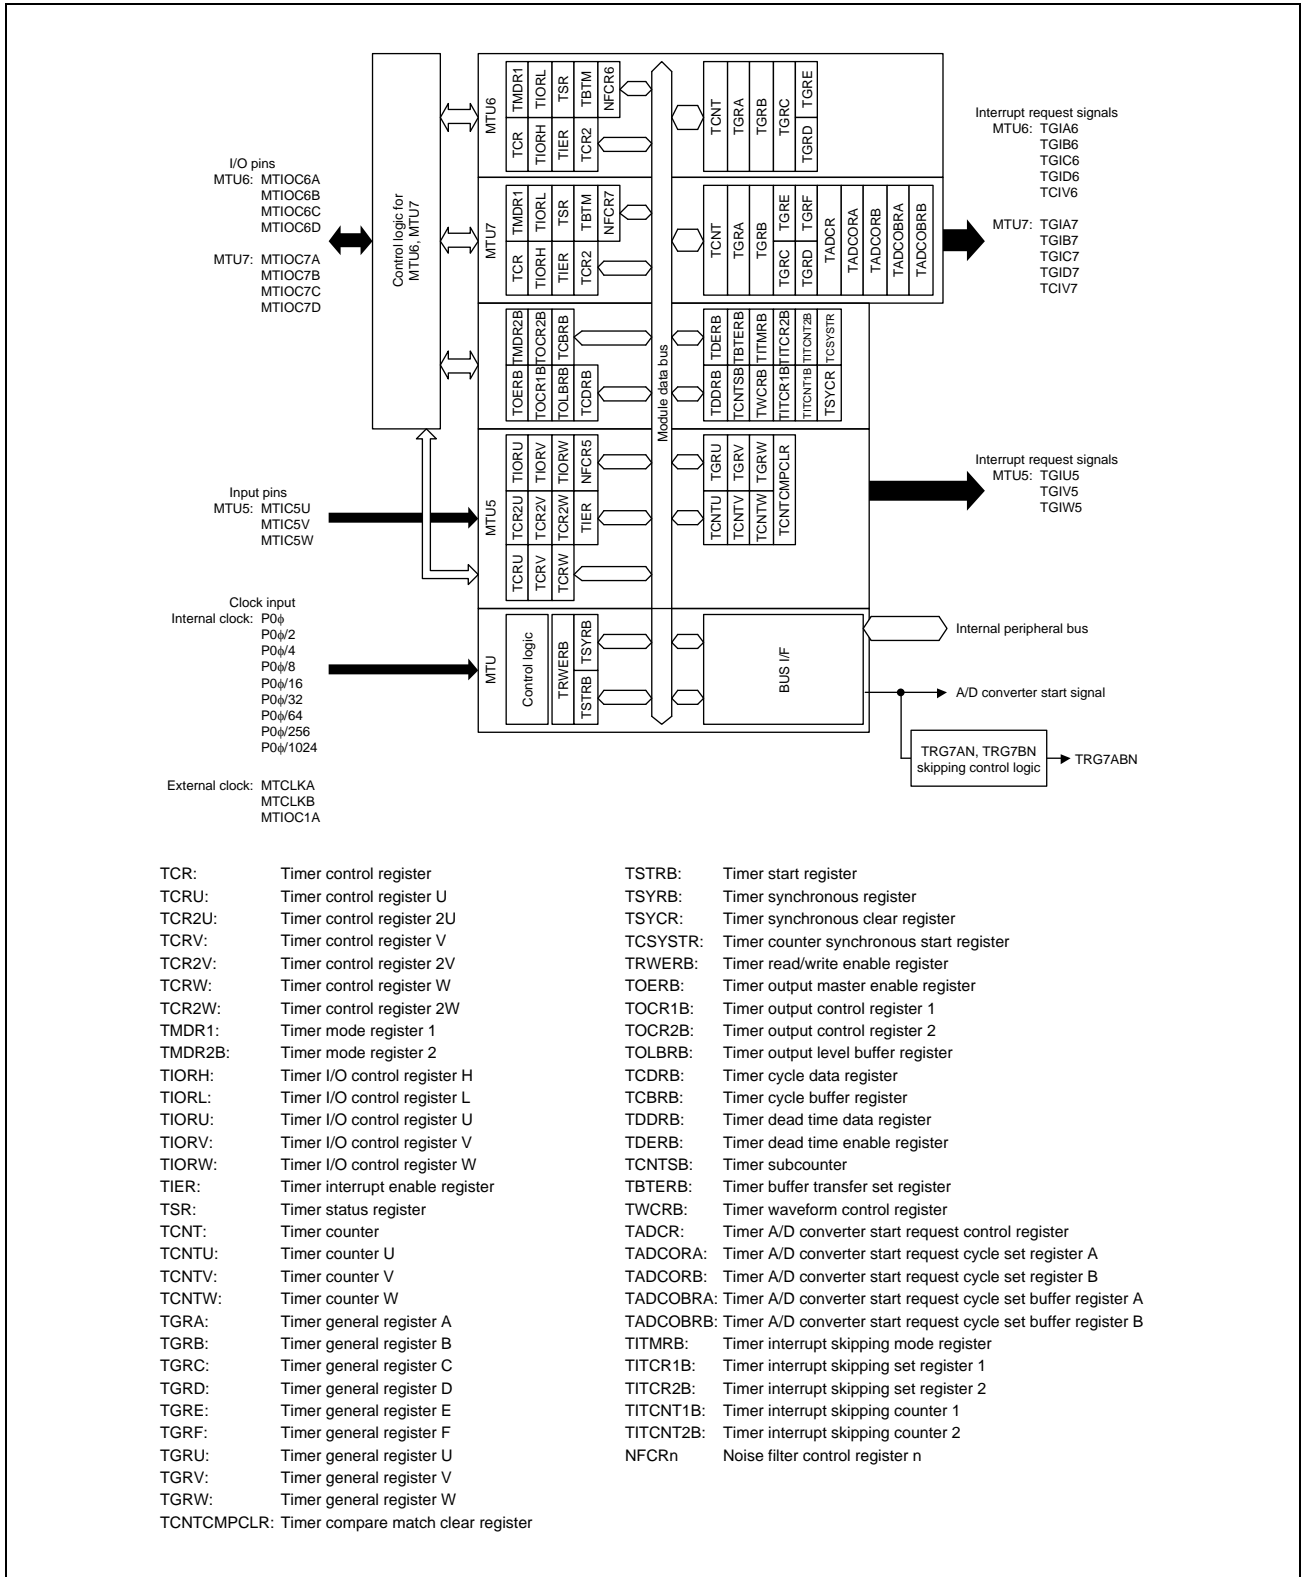 I/O pins
MTU6: MTIOC6A
MTIOC6B
MTIOC6C
MTIOC6D
MTU7: MTIOC7A
MTIOC7B
MTIOC7C
MTIOC7D
Input pins
MTU5: MTIC5U
MTIC5V
MTIC5W
Clock input
Internal clock: P0ϕ
P0ϕ/2
P0ϕ/4
P0ϕ/8
P0ϕ/16
P0ϕ/32
P0ϕ/64
P0ϕ/256
P0ϕ/1024
External clock: MTCLKA
MTCLKB
MTIOC1A
Control logic for
MTU6, MTU7
MTU6
TMDR1
TIORL
TSR
TBTM
NFCR6
TCR
TIORH
TIER
TCR2
TCNT
TGRA
TGRB
TGRC
TGRE
TGRD
MTU7
TMDR1
TIORL
TSR
TBTM
NFCR7
TCR
TIORH
TIER
TCR2
TCNT
TGRA
TGRB
TGRE
TGRF
TGRC
TGRD
TADCR
TADCORA
TADCORB
TADCOBRA
TADCOBRB
TMDR2B
TOCR2B
TCBRB
TOERB
TOCR1B
TOLBRB
TCDRB
Module data bus
TDERB
TBTERB
TITMRB
TITCR2B
TITCNT2B
TCSYSTR
TDDRB
TCNTSB
TWCRB
TITCR1B
TITCNT1B
TSYCR
MTU5
TIORU
TIORV
TIORW
NFCR5
TCR2U
TCR2V
TCR2W
TIER
TCRU
TCRV
TCRW
TGRU
TGRV
TGRW
TCNTU
TCNTV
TCNTW
TCNTCMPCLR
MTU
Control logic
TRWERB
TSYRB
TSTRB
BUS I/F
Interrupt request signals
MTU6: TGIA6
TGIB6
TGIC6
TGID6
TCIV6
MTU7: TGIA7
TGIB7
TGIC7
TGID7
TCIV7
Interrupt request signals
MTU5: TGIU5
TGIV5
TGIW5
Internal peripheral bus
A/D converter start signal
TRG7AN, TRG7BN
skipping control logic
TRG7ABN
TCR: Timer control register
TCRU: Timer control register U
TCR2U: Timer control register 2U
TCRV: Timer control register V
TCR2V: Timer control register 2V
TCRW: Timer control register W
TCR2W: Timer control register 2W
TMDR1: Timer mode register 1
TMDR2B: Timer mode register 2
TIORH: Timer I/O control register H
TIORL: Timer I/O control register L
TIORU: Timer I/O control register U
TIORV: Timer I/O control register V
TIORW: Timer I/O control register W
TIER: Timer interrupt enable register
TSR: Timer status register
TCNT: Timer counter
TCNTU: Timer counter U
TCNTV: Timer counter V
TCNTW: Timer counter W
TGRA: Timer general register A
TGRB: Timer general register B
TGRC: Timer general register C
TGRD: Timer general register D
TGRE: Timer general register E
TGRF: Timer general register F
TGRU: Timer general register U
TGRV: Timer general register V
TGRW: Timer general register W
TCNTCMPCLR: Timer compare match clear register
TSTRB: Timer start register
TSYRB: Timer synchronous register
TSYCR: Timer synchronous clear register
TCSYSTR: Timer counter synchronous start register
TRWERB: Timer read/write enable register
TOERB: Timer output master enable register
TOCR1B: Timer output control register 1
TOCR2B: Timer output control register 2
TOLBRB: Timer output level buffer register
TCDRB: Timer cycle data register
TCBRB: Timer cycle buffer register
TDDRB: Timer dead time data register
TDERB: Timer dead time enable register
TCNTSB: Timer subcounter
TBTERB: Timer buffer transfer set register
TWCRB: Timer waveform control register
TADCR: Timer A/D converter start request control register
TADCORA: Timer A/D converter start request cycle set register A
TADCORB: Timer A/D converter start request cycle set register B
TADCOBRA: Timer A/D converter start request cycle set buffer register A
TADCOBRB: Timer A/D converter start request cycle set buffer register B
TITMRB: Timer interrupt skipping mode register
TITCR1B: Timer interrupt skipping set register 1
TITCR2B: Timer interrupt skipping set register 2
TITCNT1B: Timer interrupt skipping counter 1
TITCNT2B: Timer interrupt skipping counter 2
NFCRn Noise filter control register n